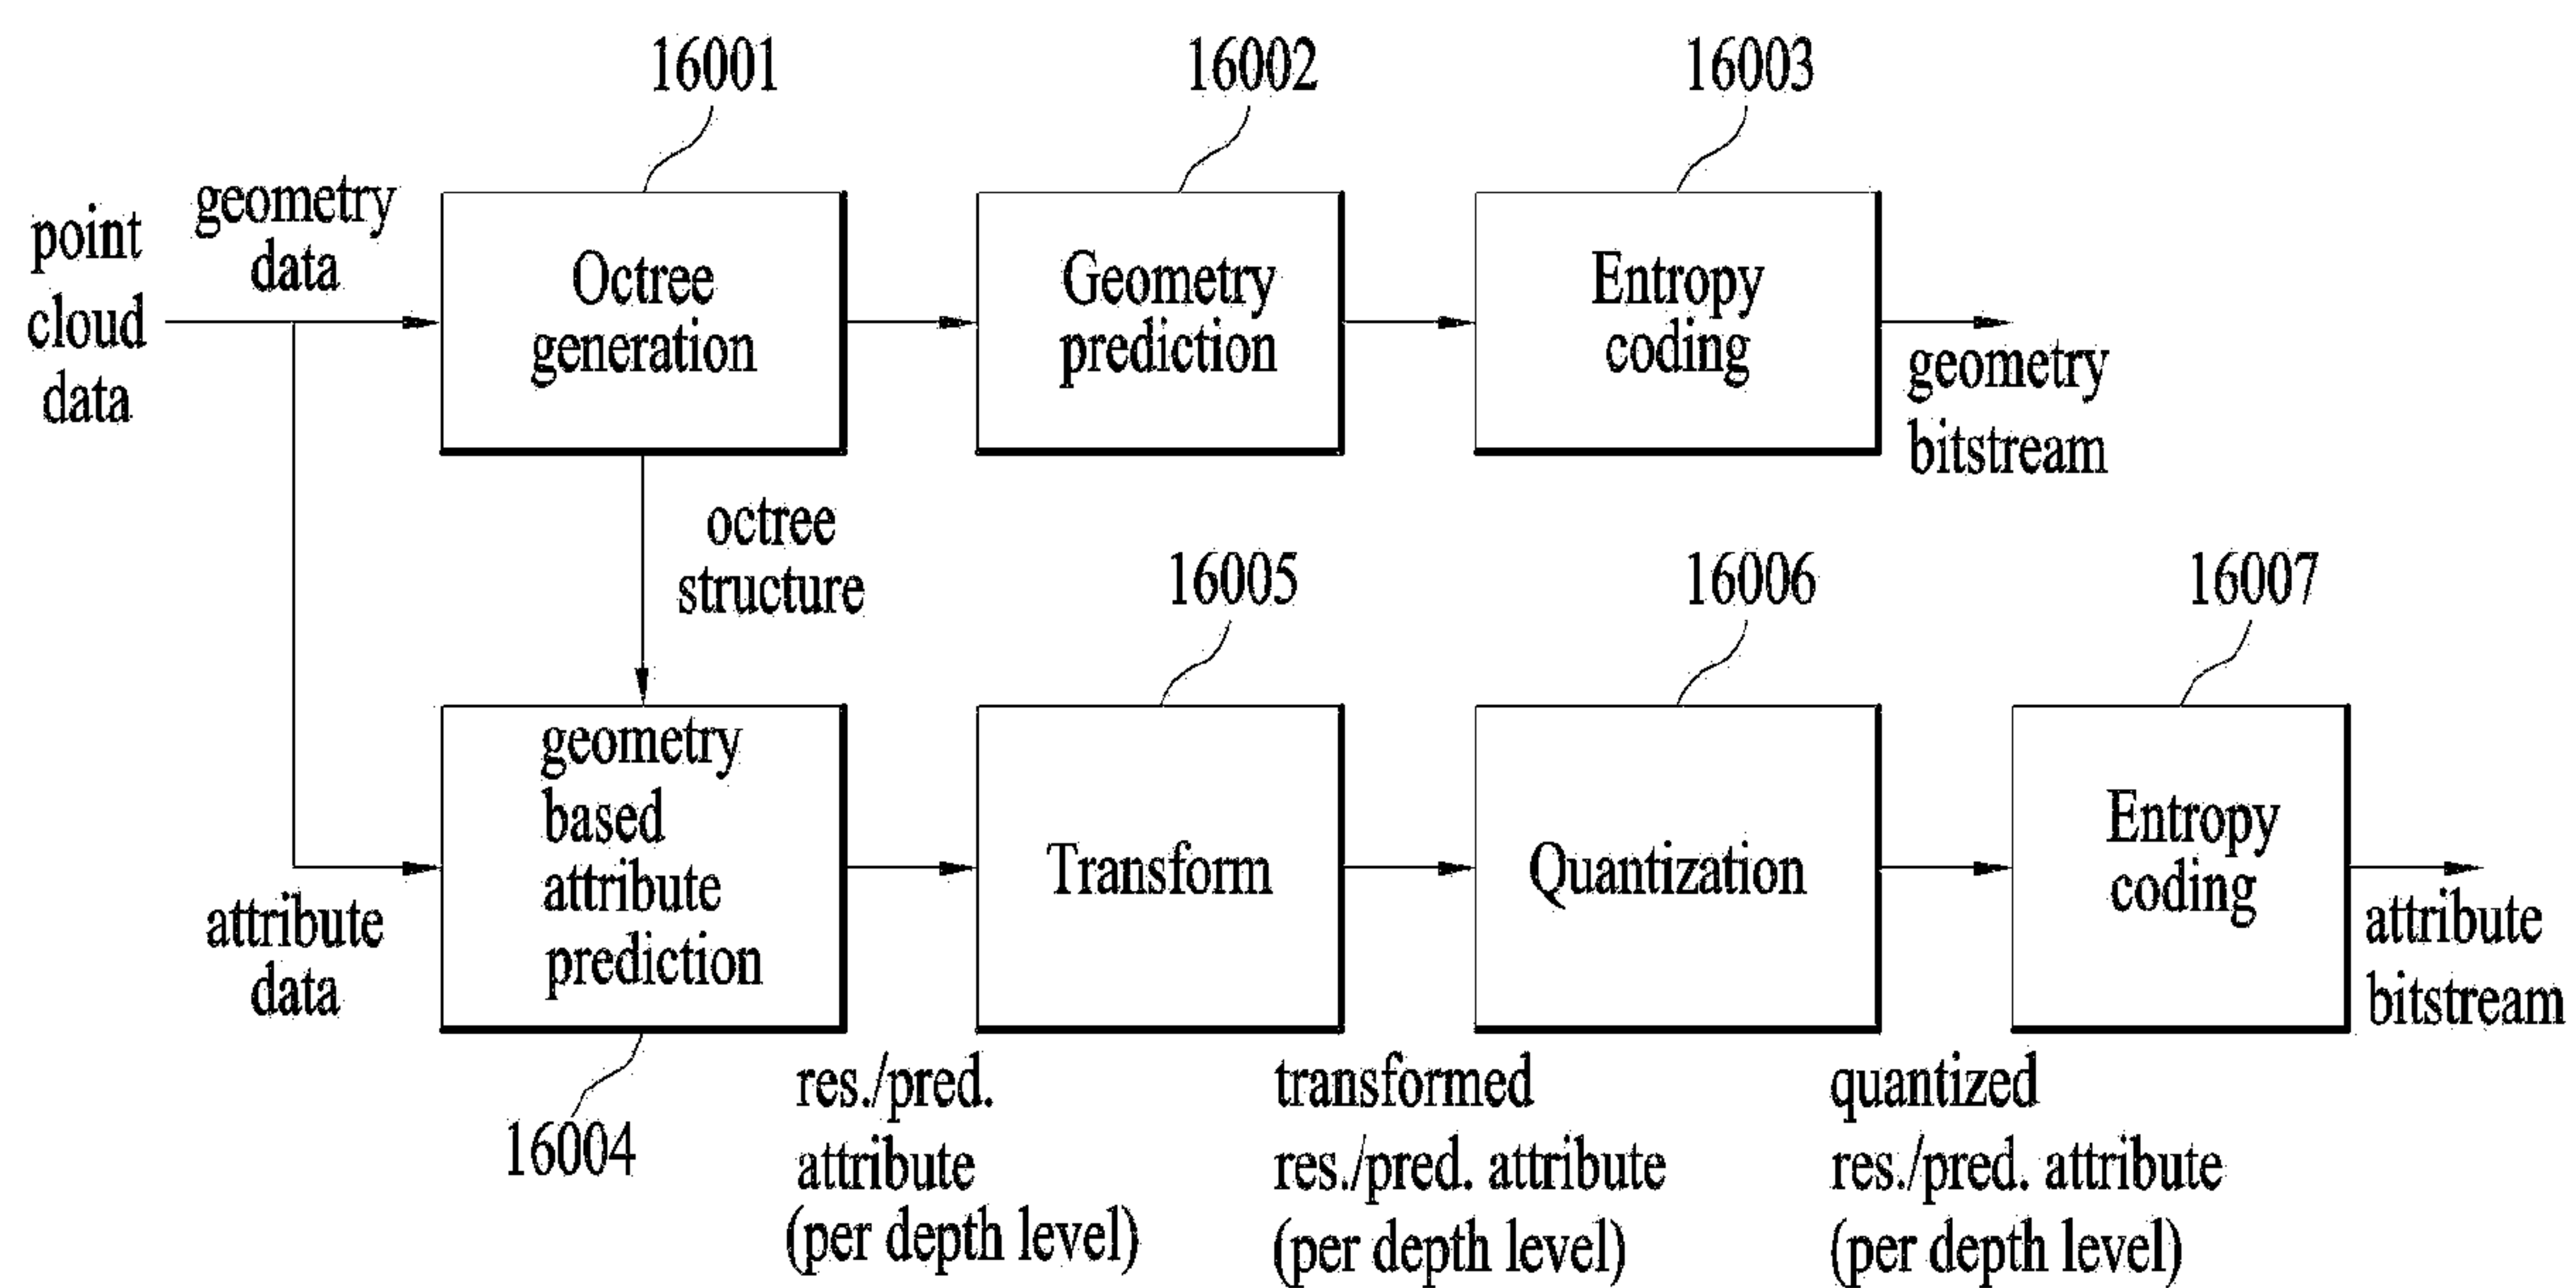 16001
16002
16003
point
cloud
data
geometry
data
Octree
generation
Geometry
prediction
Entropy
coding
geometry
bitstream
octree
structure
16005
16006
16007
attribute
data
geometry
based
attribute
prediction
Transform
Quantization
Entropy
coding
attribute
bitstream
16004
res./pred.
attribute
(per depth level)
transformed
res./pred. attribute
(per depth level)
quantized
res./pred. attribute
(per depth level)